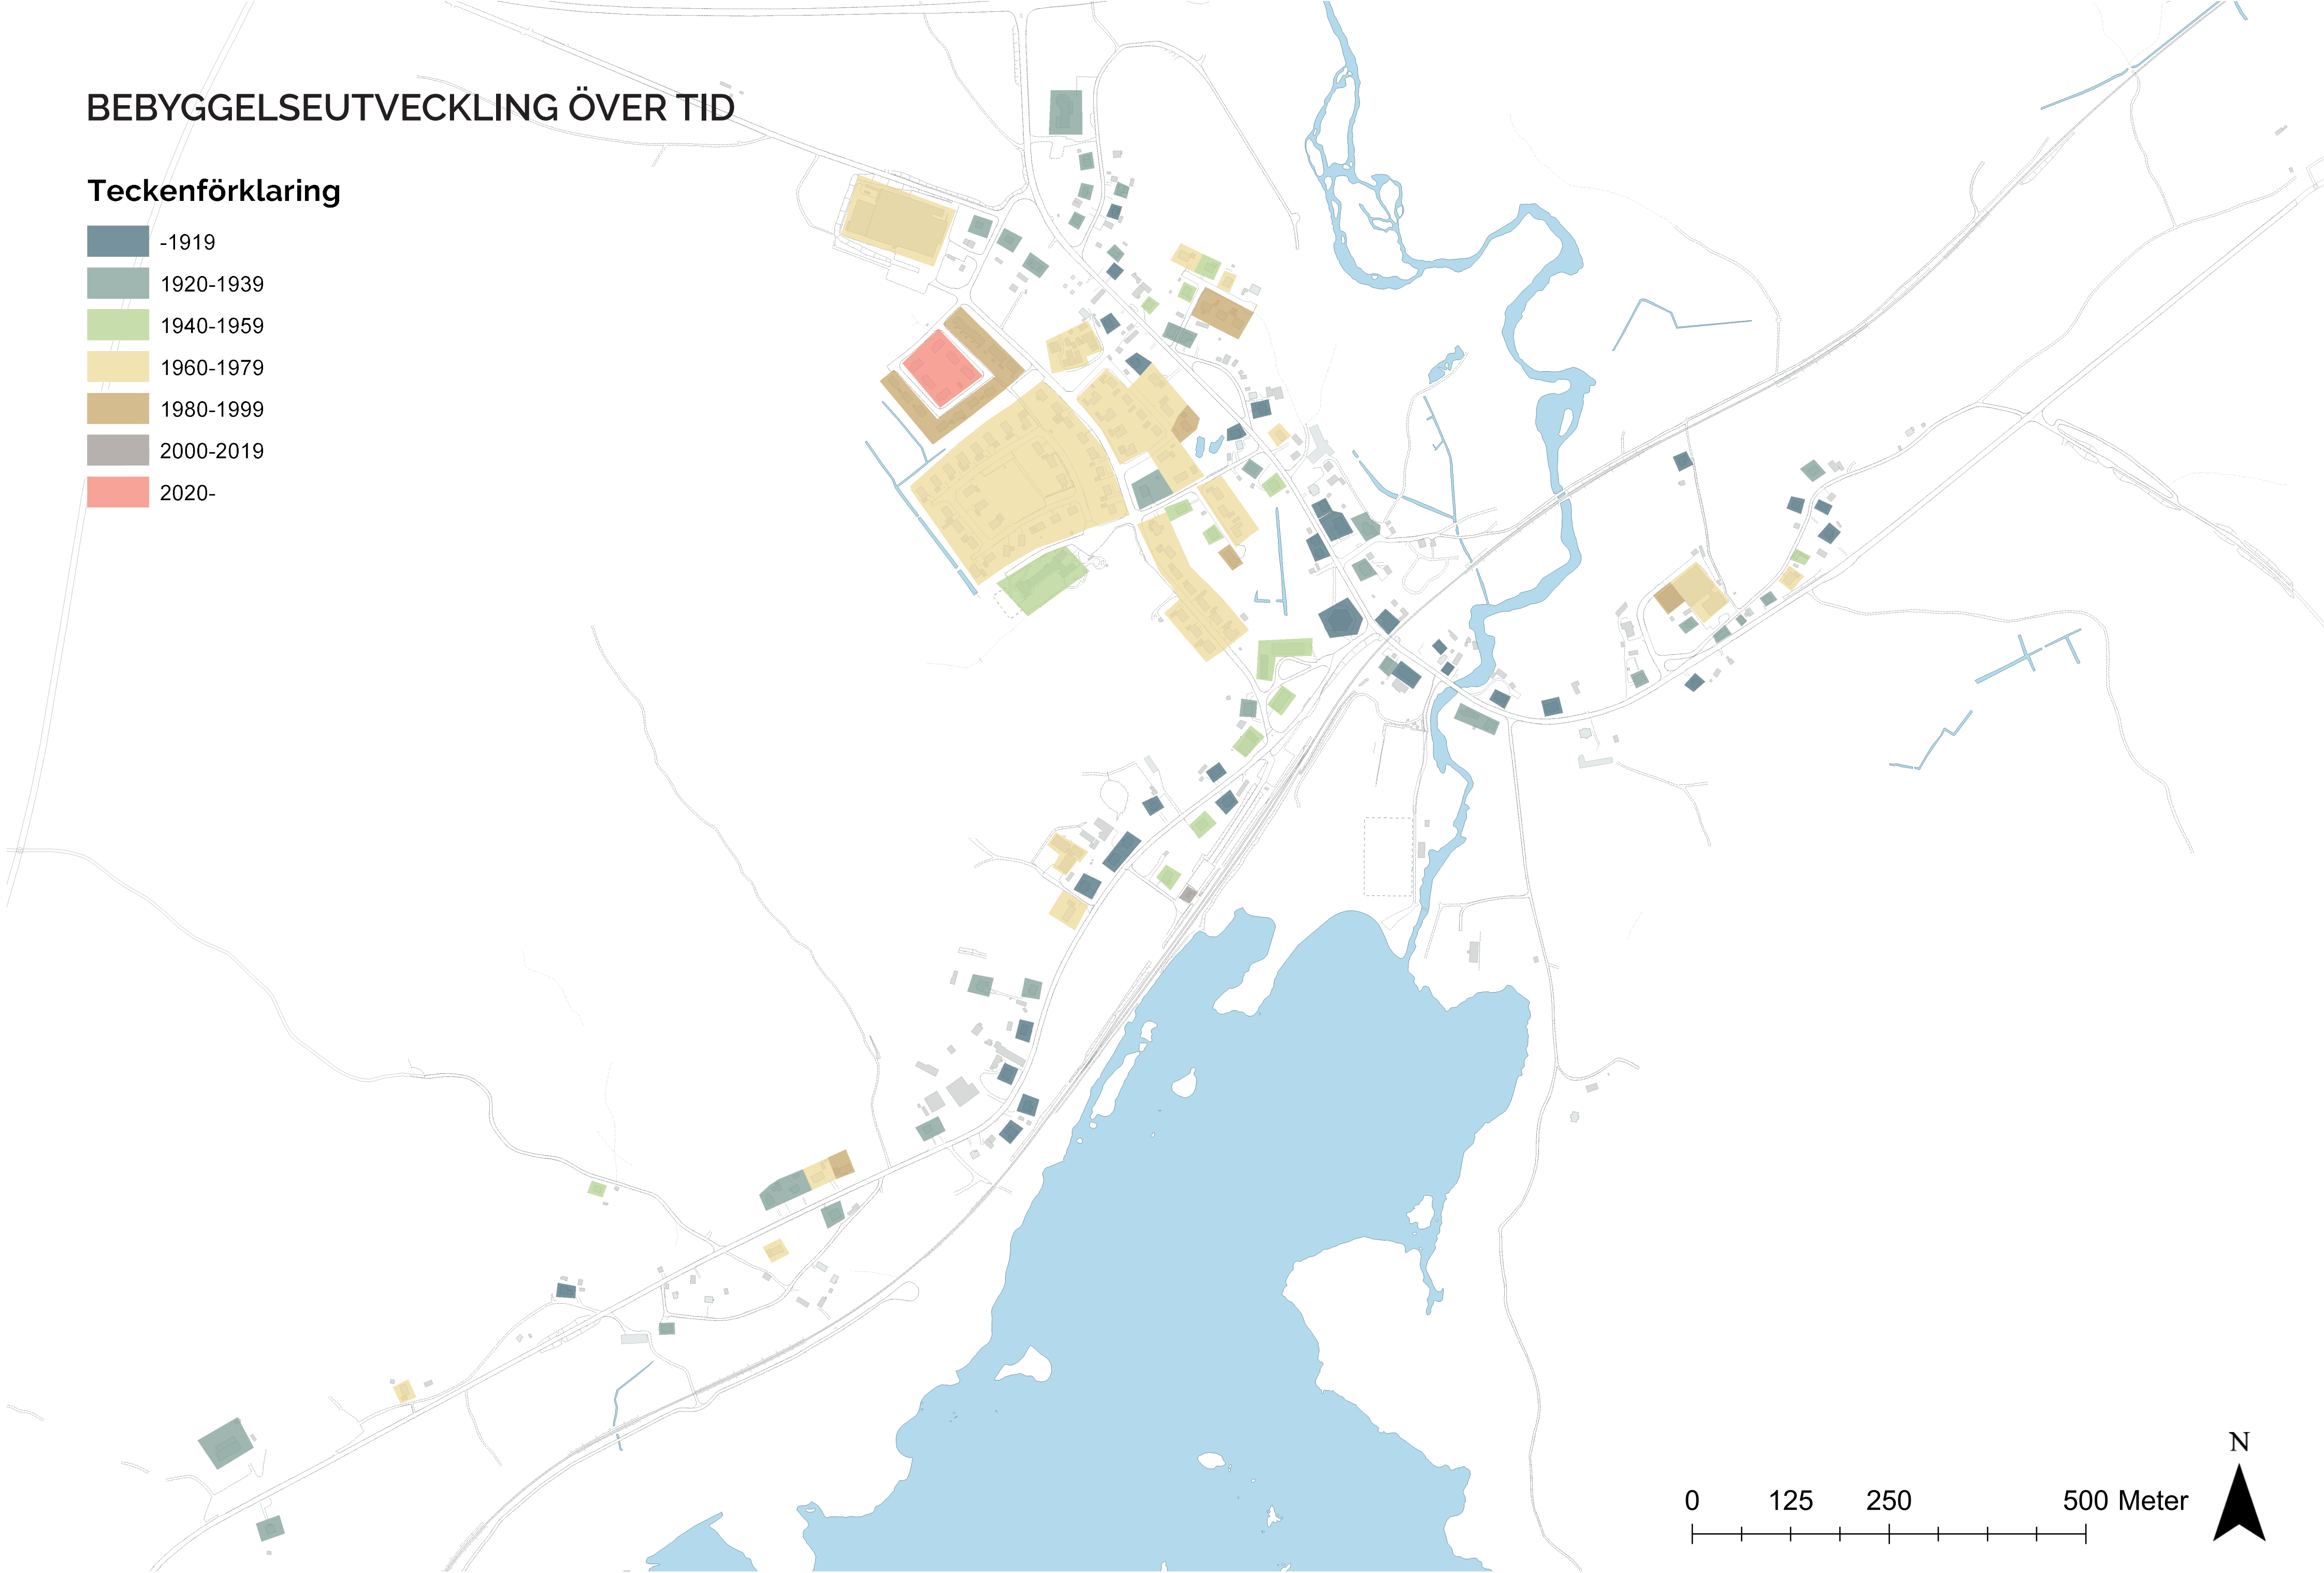 BEBYGGELSEUTVECKLING ÖVER TID
Teckenförklaring
-1919
1920-1939
1940-1959
1960-1979
1980-1999
2000-2019
2020-
N
0 125 250 500 Meter